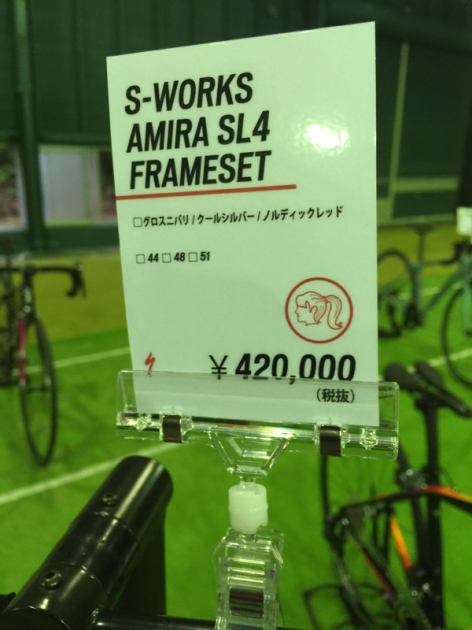 S-WORKS
AMIRA SL4
FRAMESET
□グロスニバリ/クールシルバー/ノルディックレッド
□44 □48 □51
¥420,000
(税抜)